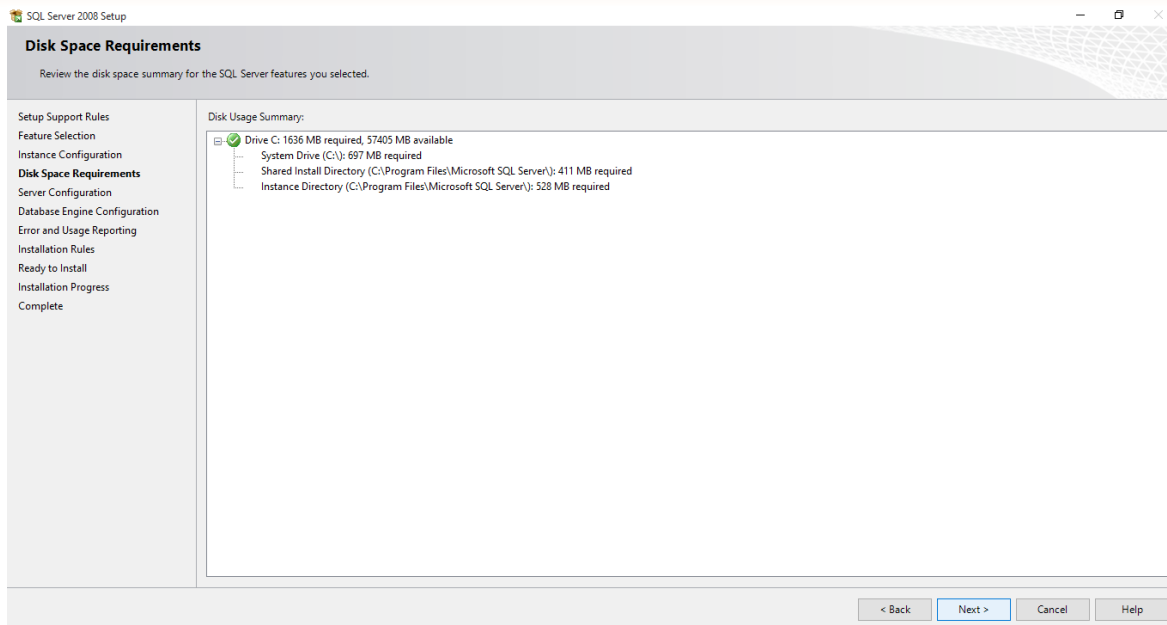 SQL Server 2008 Setup
Disk Space Requirements
Review the disk space summary for the SQL Server features you selected.
Setup Support Rules
Feature Selection
Instance Configuration
Disk Space Requirements
Server Configuration
Database Engine Configuration
Error and Usage Reporting
Installation Rules
Ready to Install
Installation Progress
Complete
Disk Usage Summary:
Drive C: 1636 MB required, 57405 MB available
System Drive (C:\): 697 MB required
Shared Install Directory (C:\Program Files\Microsoft SQL Server\): 411 MB required
Instance Directory (C:\Program Files\Microsoft SQL Server\): 528 MB required
< Back
Next >
Cancel
Help